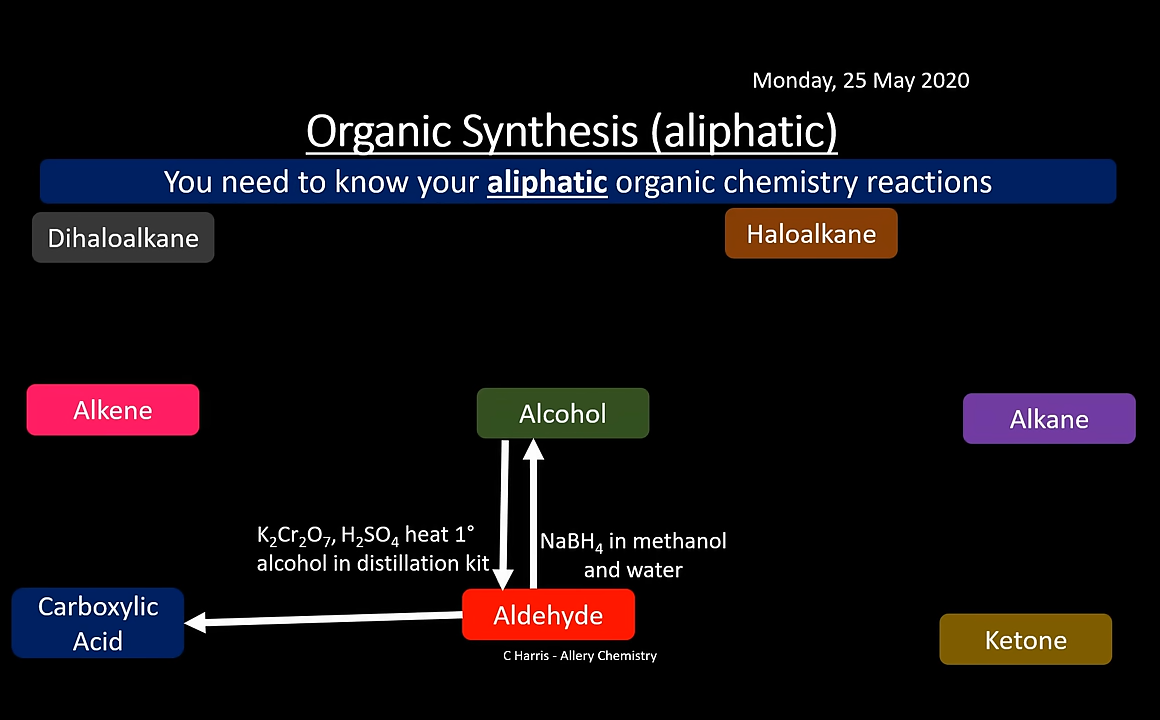 Monday, 25 May 2020
Organic Synthesis (aliphatic)
You need to know your aliphatic organic chemistry reactions
Dihaloalkane
Haloalkane
Alkene
Alcohol
Alkane
K₂Cr₂O₇, H₂SO₄ heat 1°
alcohol in distillation kit
NaBH₄ in methanol
and water
Carboxylic
Acid
Aldehyde
Ketone
C Harris - Allery Chemistry